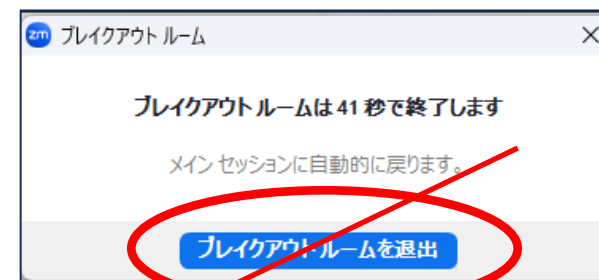 zm ブレイクアウト ルーム
ブレイクアウト ルームは 41 秒で終了します
メイン セッションに自動的に戻ります。
ブレイクアウト ルームを退出